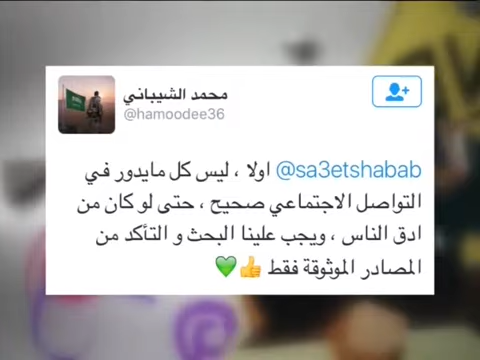 محمد الشيباني
@hamoodee36
@sa3etshabab اولا ، ليس كل مايدور في
التواصل الاجتماعي صحيح ، حتى لو كان من
ادق الناس ، ويجب علينا البحث و التأكد من
المصادر الموثوقة فقط 👍💚